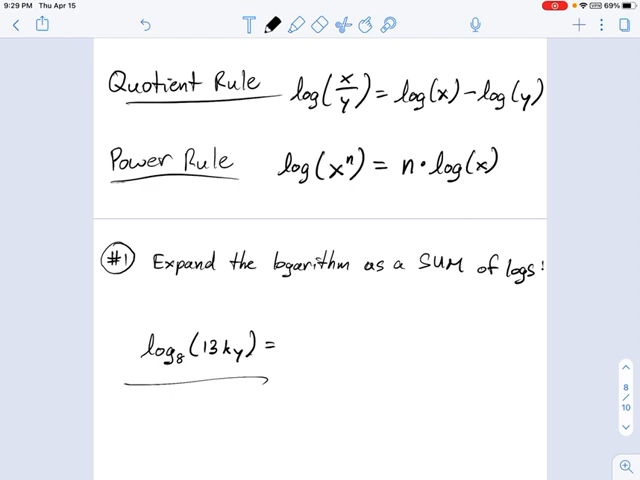 9:29 PM Thu Apr 15
69%
T
Quotient Rule log(x/y) = log(x) - log(y)
Power Rule log(xⁿ) = n • log(x)
#1 Expand the logarithm as a SUM of logs:
log₈(13ky) =
8
/
10